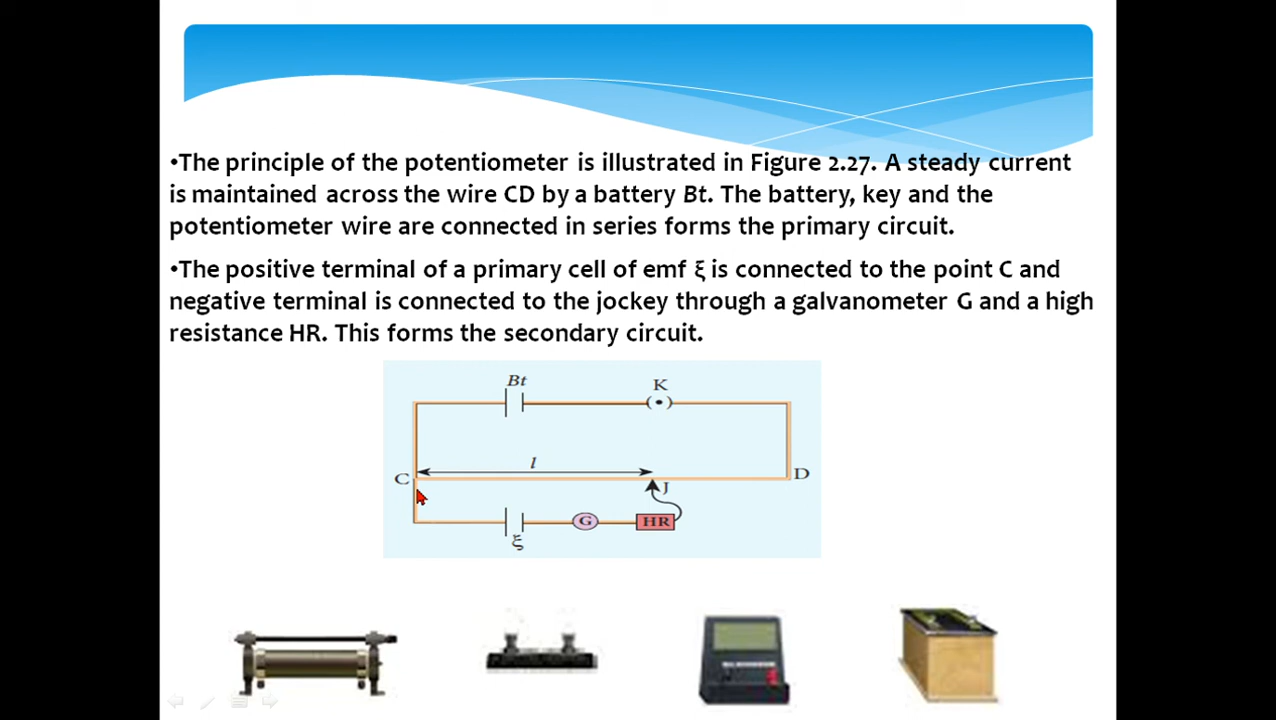 •The principle of the potentiometer is illustrated in Figure 2.27. A steady current
is maintained across the wire CD by a battery Bt. The battery, key and the
potentiometer wire are connected in series forms the primary circuit.
•The positive terminal of a primary cell of emf ξ is connected to the point C and
negative terminal is connected to the jockey through a galvanometer G and a high
resistance HR. This forms the secondary circuit.
Bt
K
l
C
D
J
G
HR
ξ